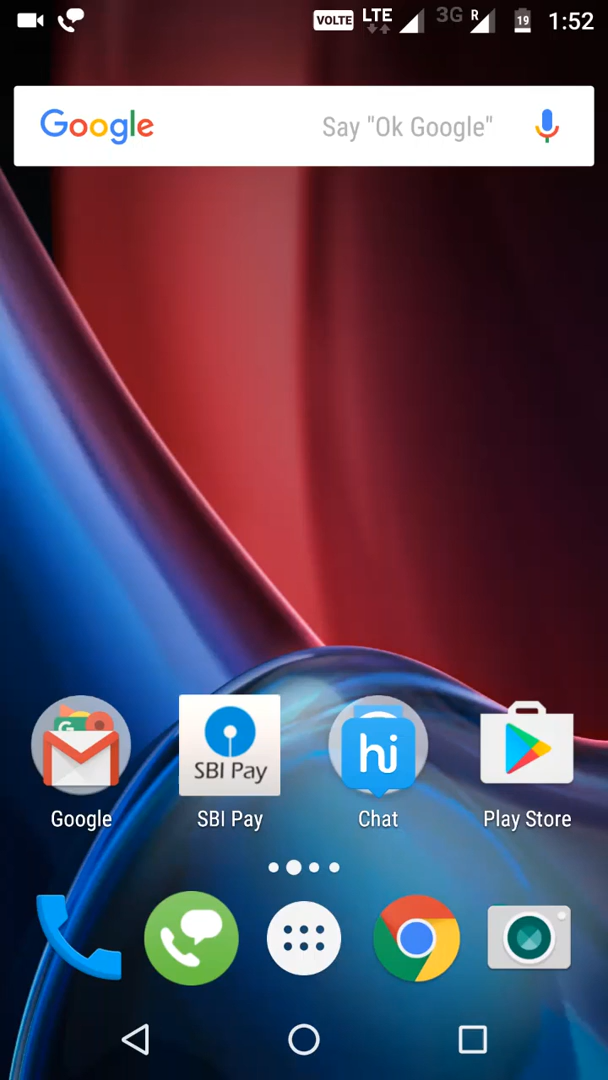 VOLTE LTE 3G R 19 1:52
Google Say "Ok Google"
G hi
SBI Pay
Google SBI Pay Chat Play Store